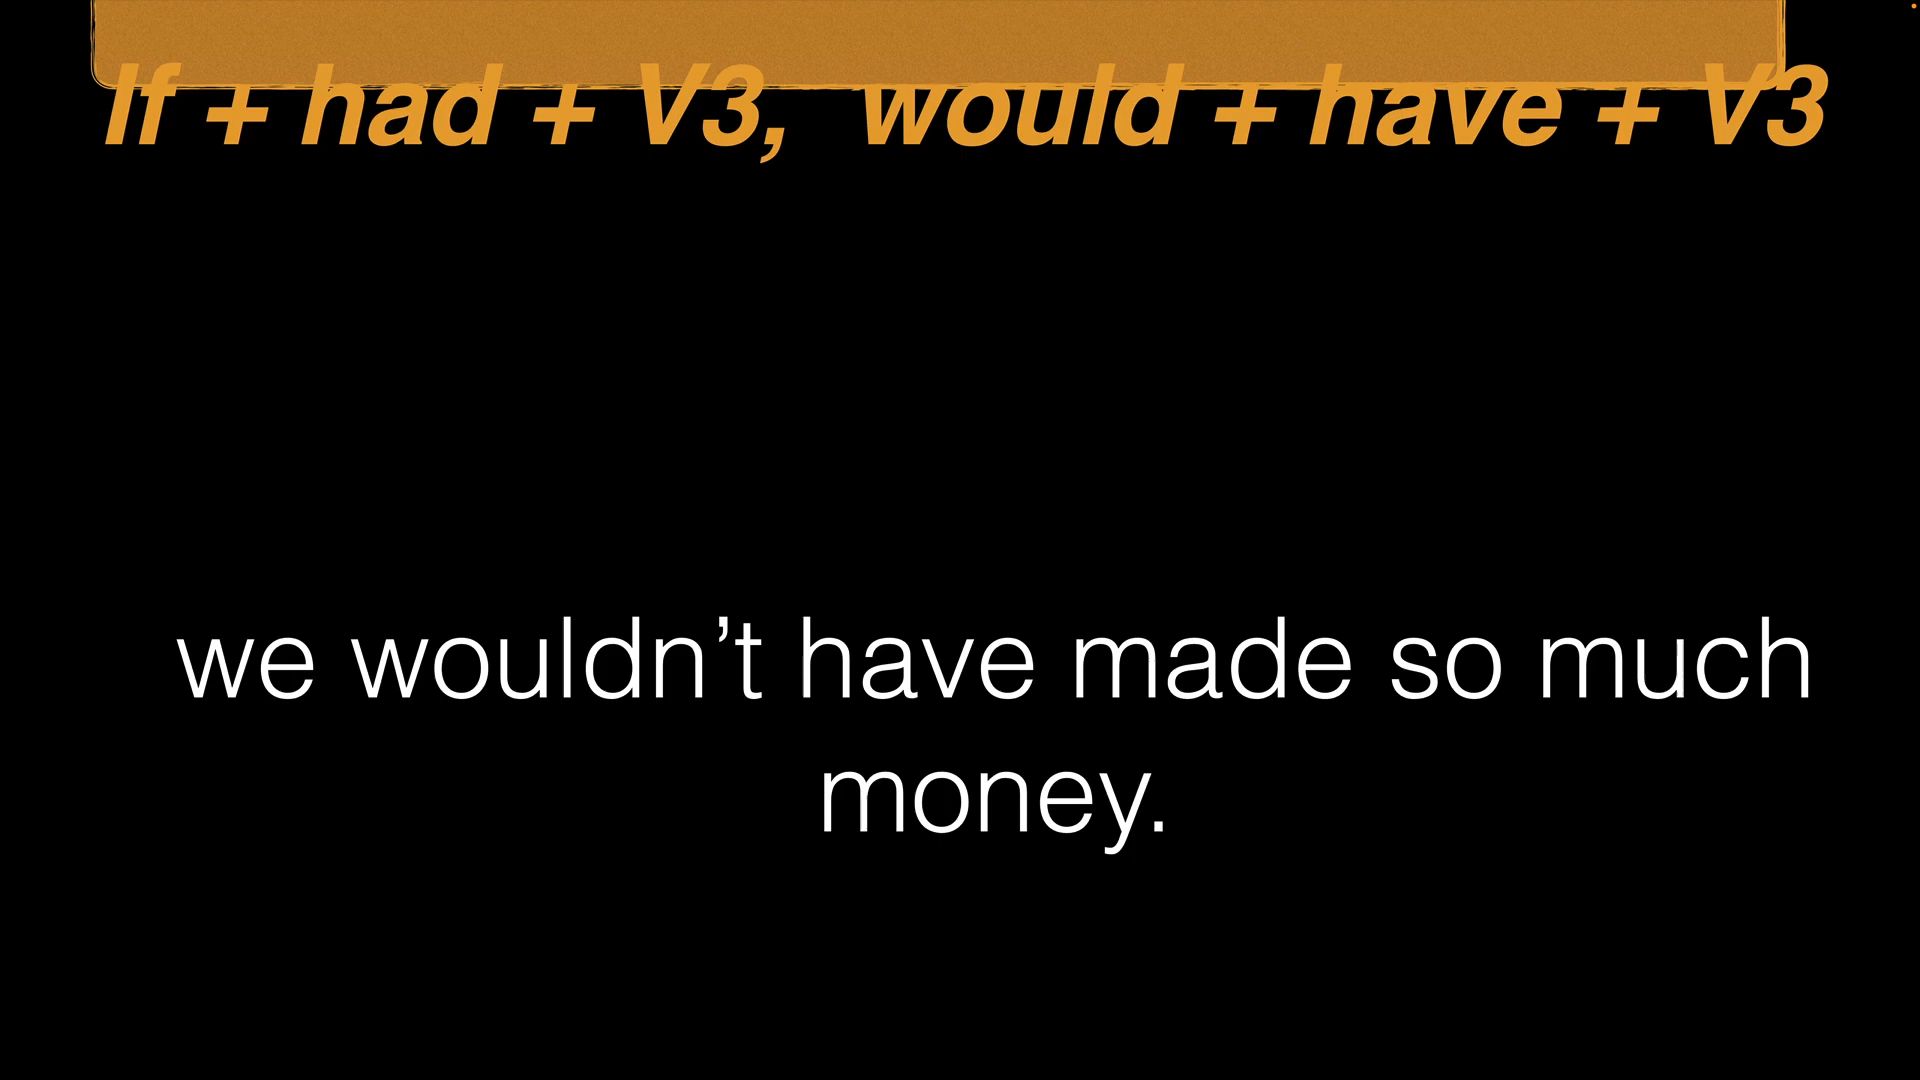 If + had + V3, would + have + V3
we wouldn’t have made so much
money.